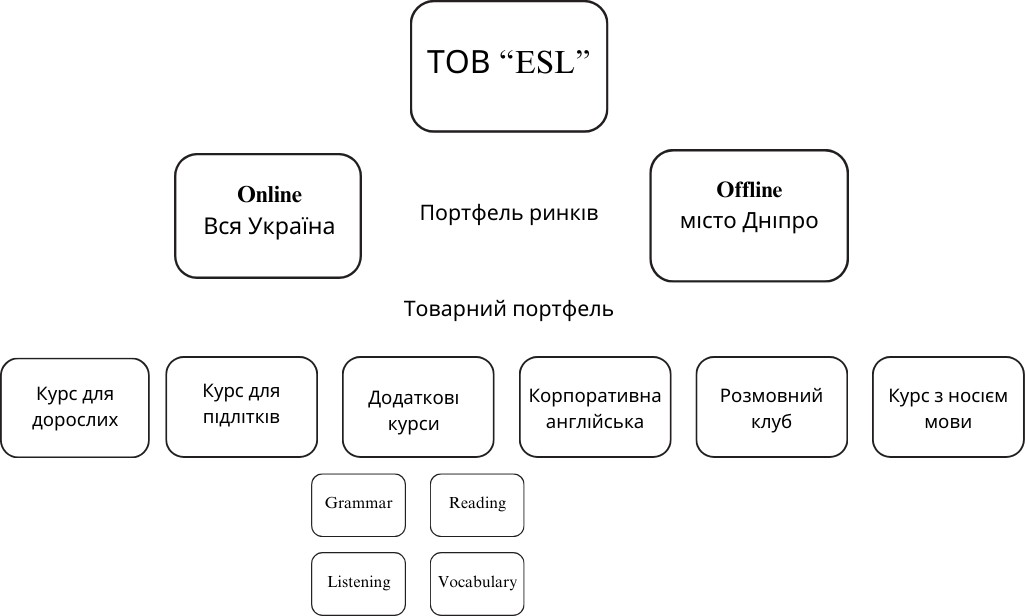 ТОВ “ESL”
Online
Вся Україна
Портфель ринків
Offline
місто Дніпро
Товарний портфель
Курс для
дорослих
Курс для
підлітків
Додаткові
курси
Корпоративна
англійська
Розмовний
клуб
Курс з носієм
мови
Grammar
Reading
Listening
Vocabulary